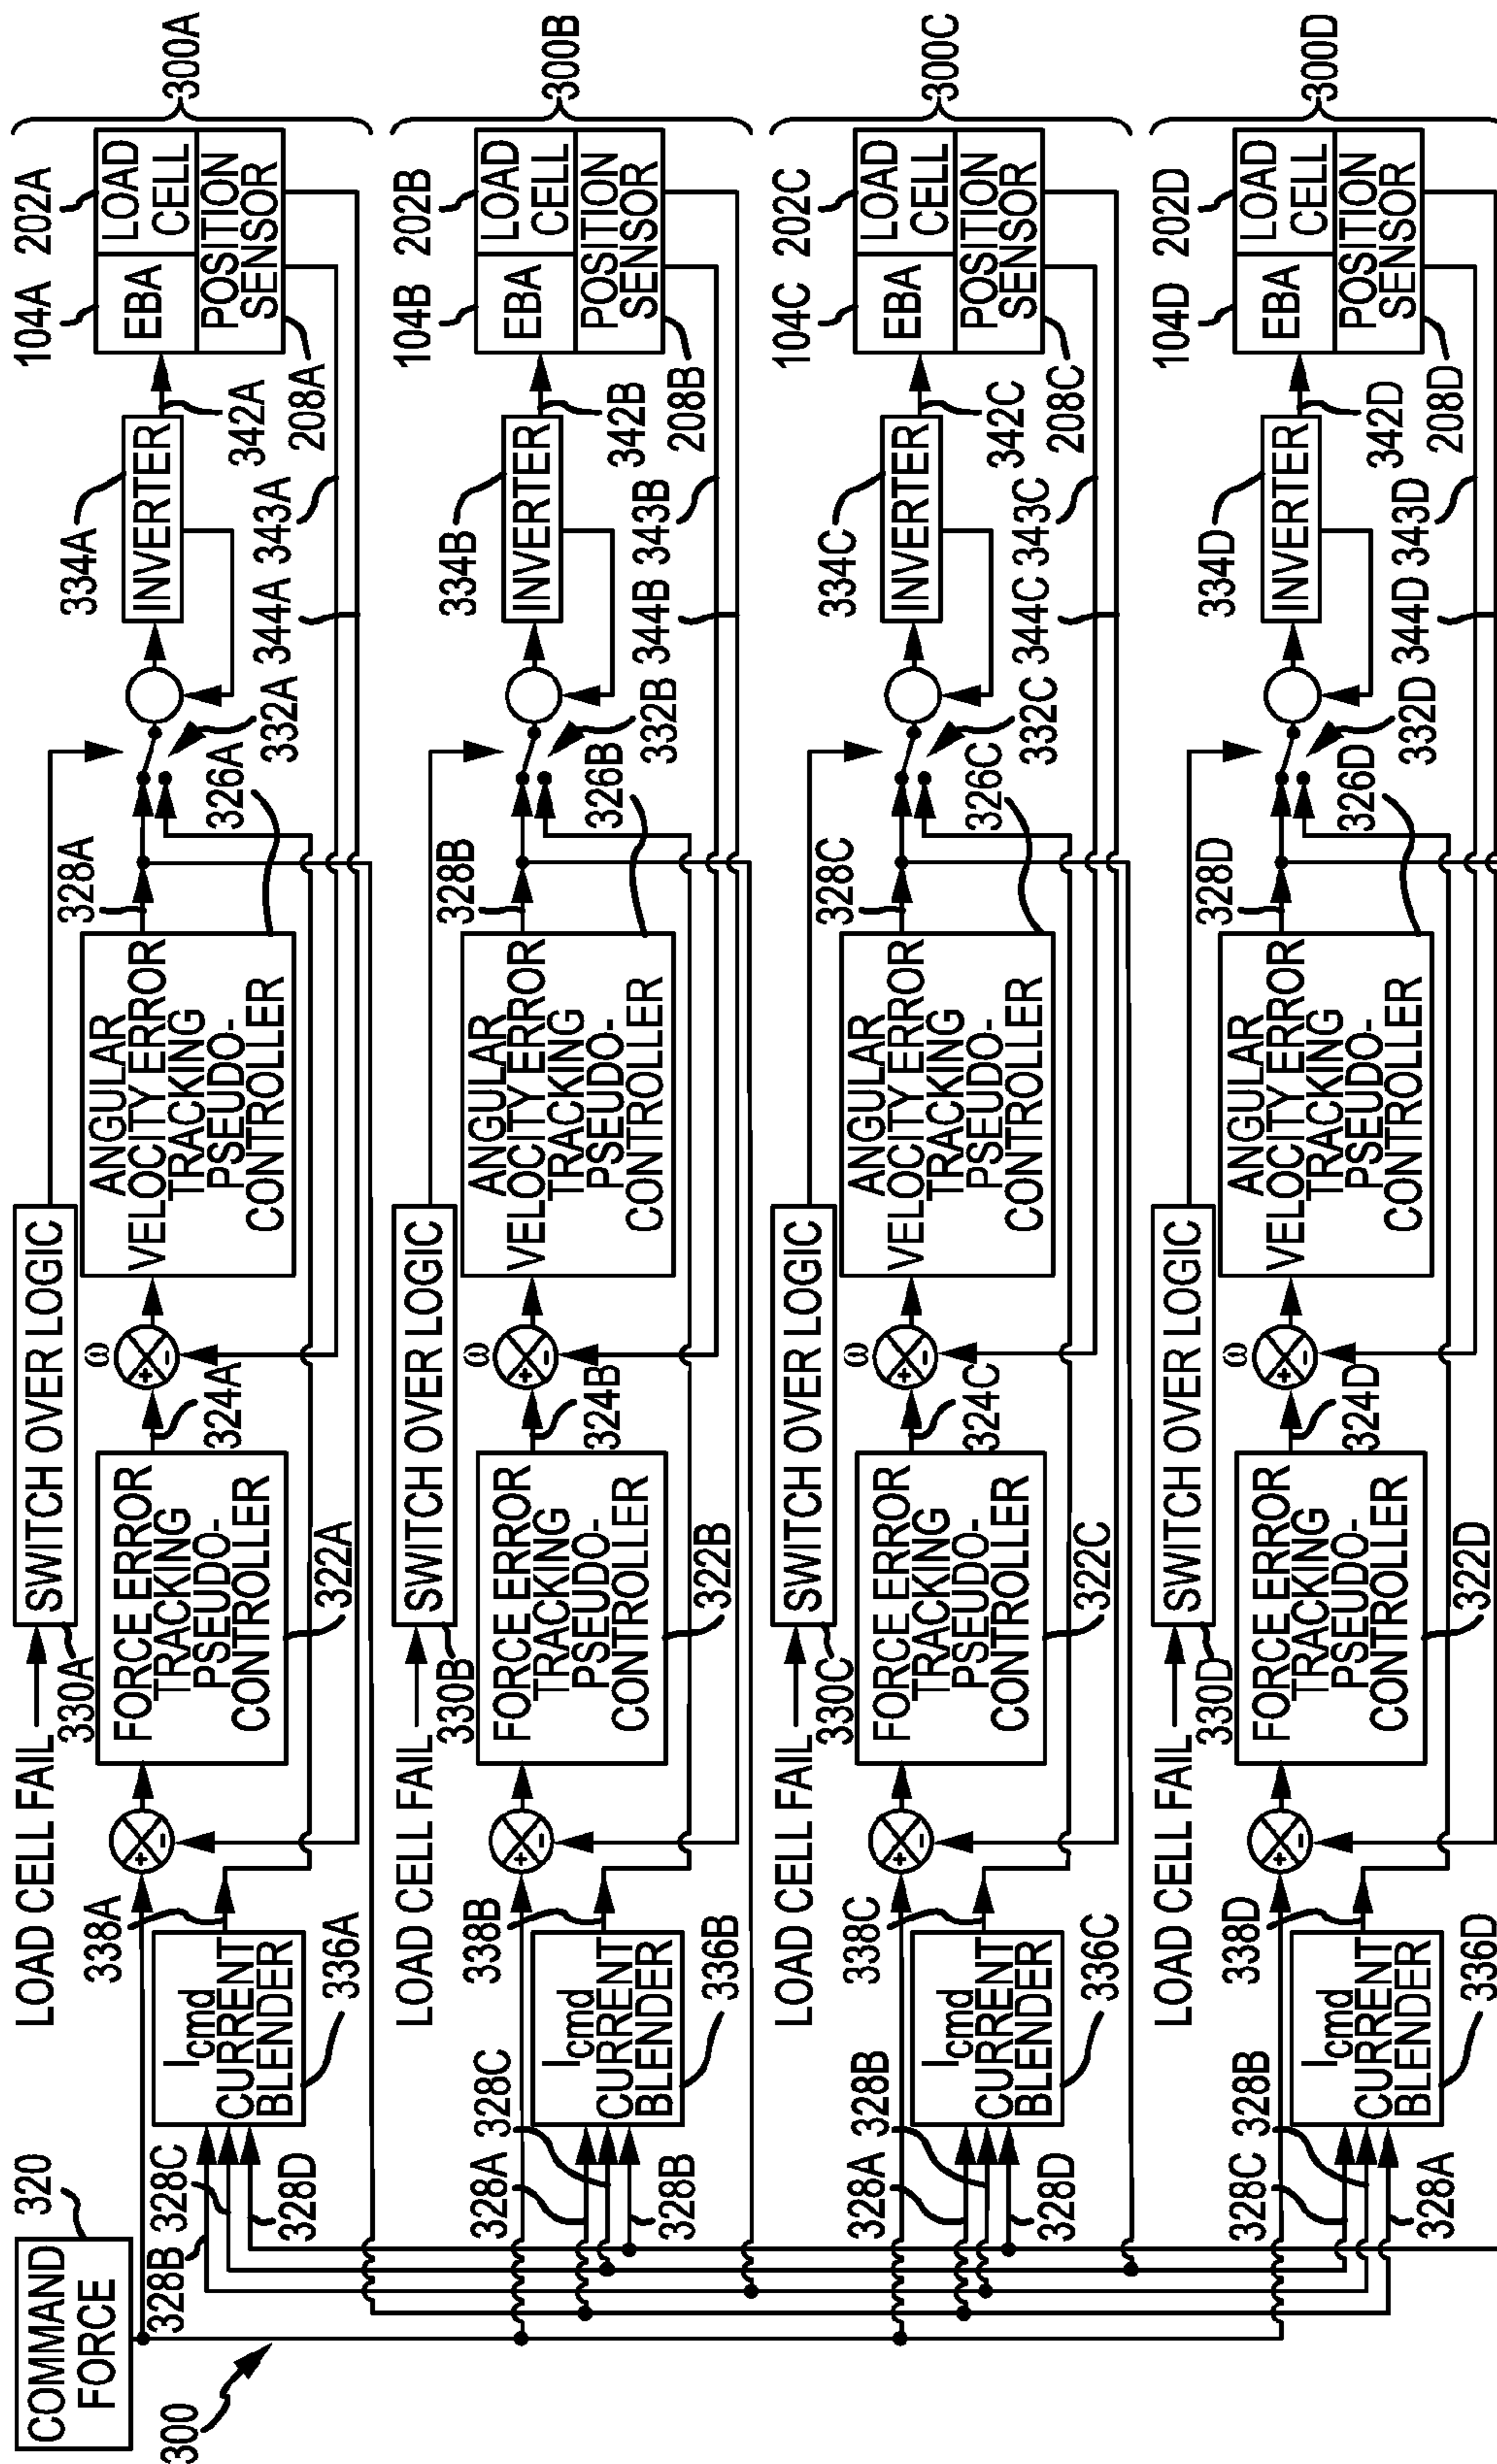 COMMAND
FORCE
320
300
328B
328C
328D
338A
I cmd
CURRENT
BLENDER
336A
LOAD CELL FAIL
330A
SWITCH OVER LOGIC
+
-
FORCE ERROR
TRACKING
PSEUDO-
CONTROLLER
322A
324A
ω
+
-
ANGULAR
VELOCITY ERROR
TRACKING
PSEUDO-
CONTROLLER
328A
326A
332A
344A
343A
334A
INVERTER
342A
208A
104A
202A
EBA
LOAD
CELL
POSITION
SENSOR
300A
328A
328C
328B
338B
I cmd
CURRENT
BLENDER
336B
LOAD CELL FAIL
330B
SWITCH OVER LOGIC
+
-
FORCE ERROR
TRACKING
PSEUDO-
CONTROLLER
322B
324B
ω
+
-
ANGULAR
VELOCITY ERROR
TRACKING
PSEUDO-
CONTROLLER
328B
326B
332B
344B
343B
334B
INVERTER
342B
208B
104B
202B
EBA
LOAD
CELL
POSITION
SENSOR
300B
328A
328B
328D
338C
I cmd
CURRENT
BLENDER
336C
LOAD CELL FAIL
330C
SWITCH OVER LOGIC
+
-
FORCE ERROR
TRACKING
PSEUDO-
CONTROLLER
322C
324C
ω
+
-
ANGULAR
VELOCITY ERROR
TRACKING
PSEUDO-
CONTROLLER
328C
326C
332C
344C
343C
334C
INVERTER
342C
208C
104C
202C
EBA
LOAD
CELL
POSITION
SENSOR
300C
328C
328B
328A
338D
I cmd
CURRENT
BLENDER
336D
LOAD CELL FAIL
330D
SWITCH OVER LOGIC
+
-
FORCE ERROR
TRACKING
PSEUDO-
CONTROLLER
322D
324D
ω
+
-
ANGULAR
VELOCITY ERROR
TRACKING
PSEUDO-
CONTROLLER
328D
326D
332D
344D
343D
334D
INVERTER
342D
208D
104D
202D
EBA
LOAD
CELL
POSITION
SENSOR
300D